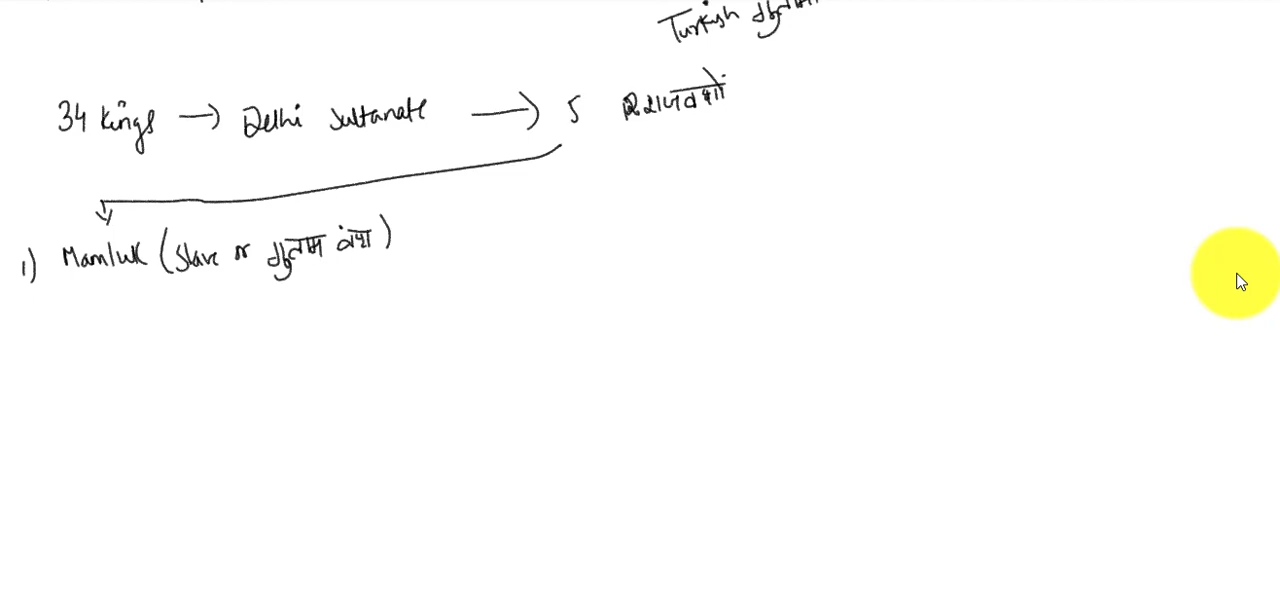 Turkish गुलाम
34 kings → Delhi Sultanate → 5 राजवंशों
1) Mamluk (Slave or गुलाम वंश)